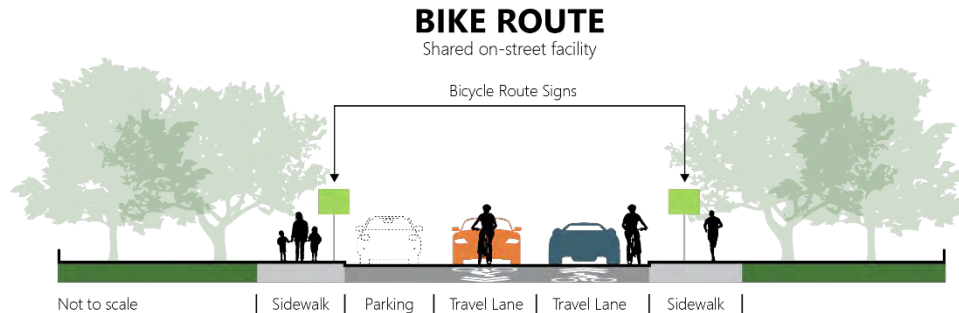 BIKE ROUTE
Shared on-street facility
Bicycle Route Signs
Not to scale | Sidewalk | Parking | Travel Lane | Travel Lane | Sidewalk |